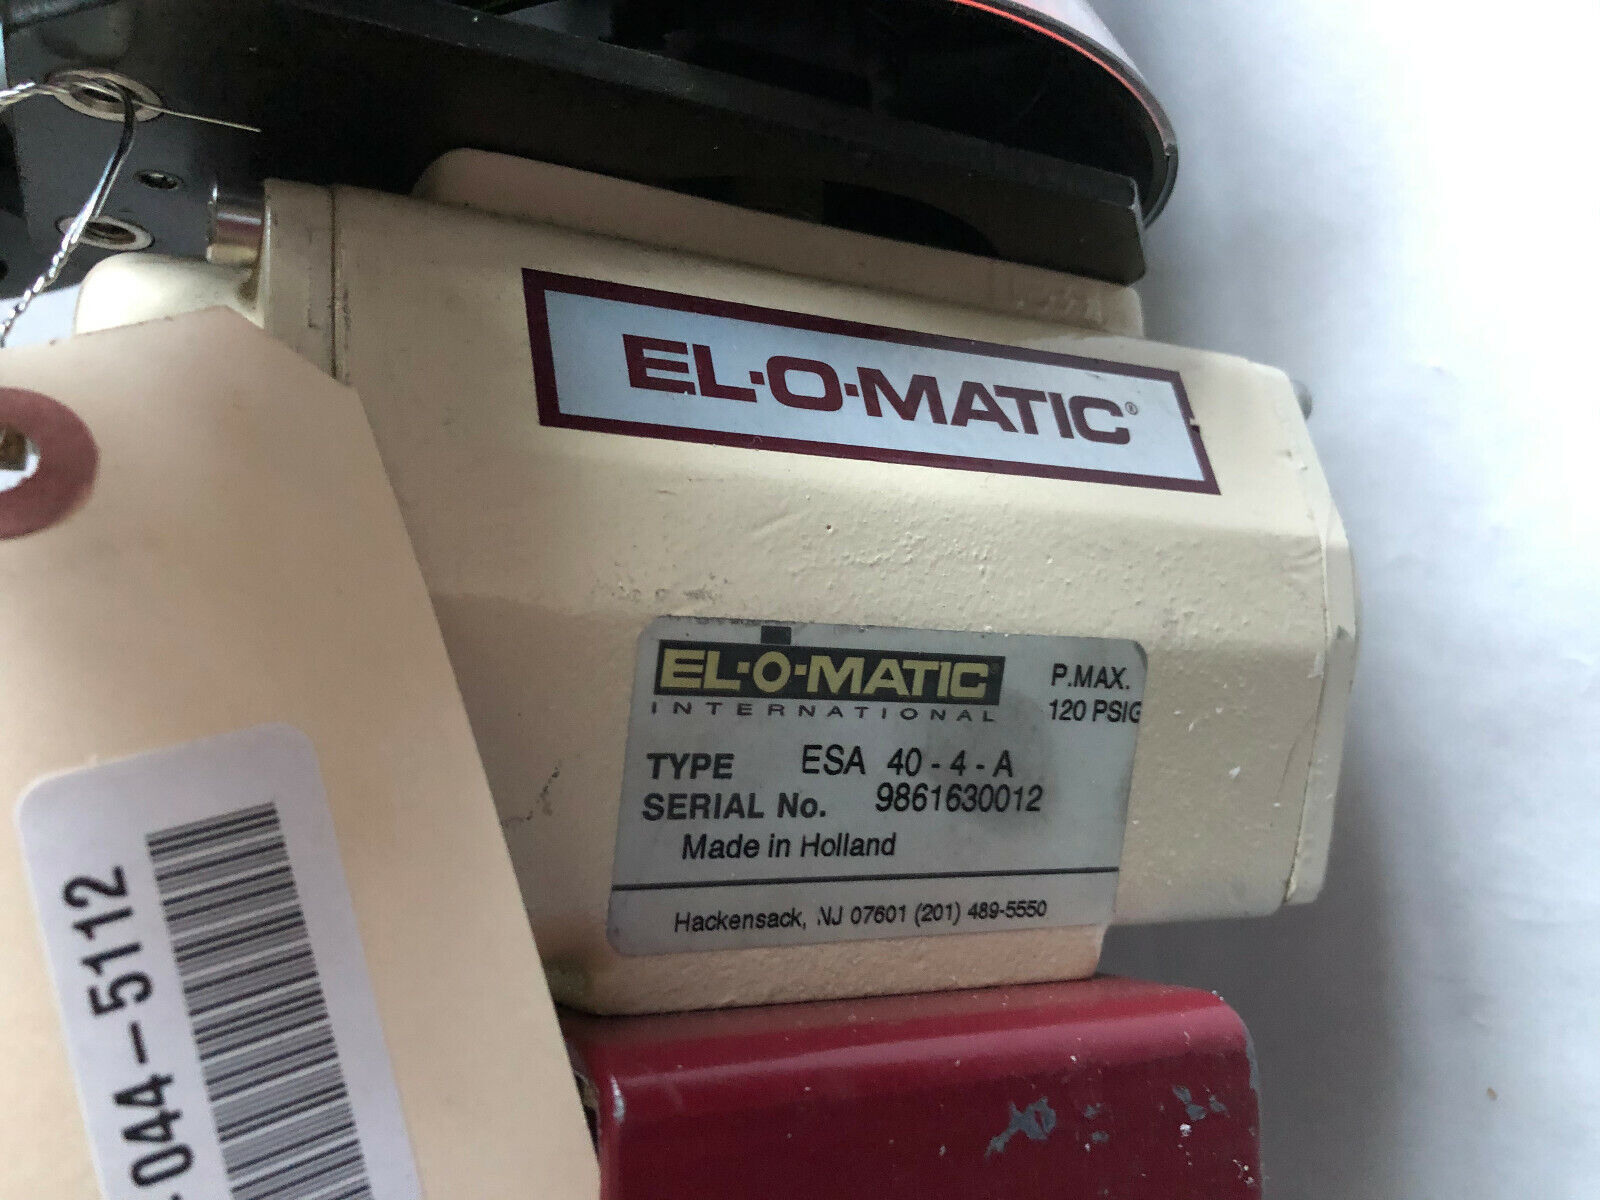 EL·O·MATIC®
EL·O·MATIC
INTERNATIONAL
P.MAX.
120 PSIG
TYPE ESA 40 - 4 - A
SERIAL No. 9861630012
Made in Holland
Hackensack, NJ 07601 (201) 489-5550
044-5112